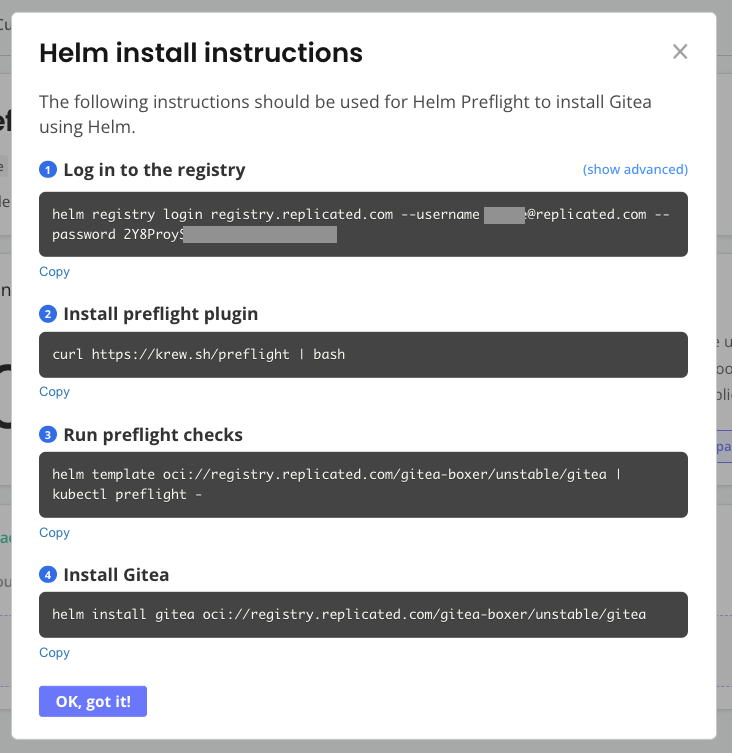 Helm install instructions
The following instructions should be used for Helm Preflight to install Gitea
using Helm.
1 Log in to the registry (show advanced)
helm registry login registry.replicated.com --username @replicated.com --
password 2Y8Proy
Copy
2 Install preflight plugin
curl https://krew.sh/preflight | bash
Copy
3 Run preflight checks
helm template oci://registry.replicated.com/gitea-boxer/unstable/gitea |
kubectl preflight -
Copy
4 Install Gitea
helm install gitea oci://registry.replicated.com/gitea-boxer/unstable/gitea
Copy
OK, got it!